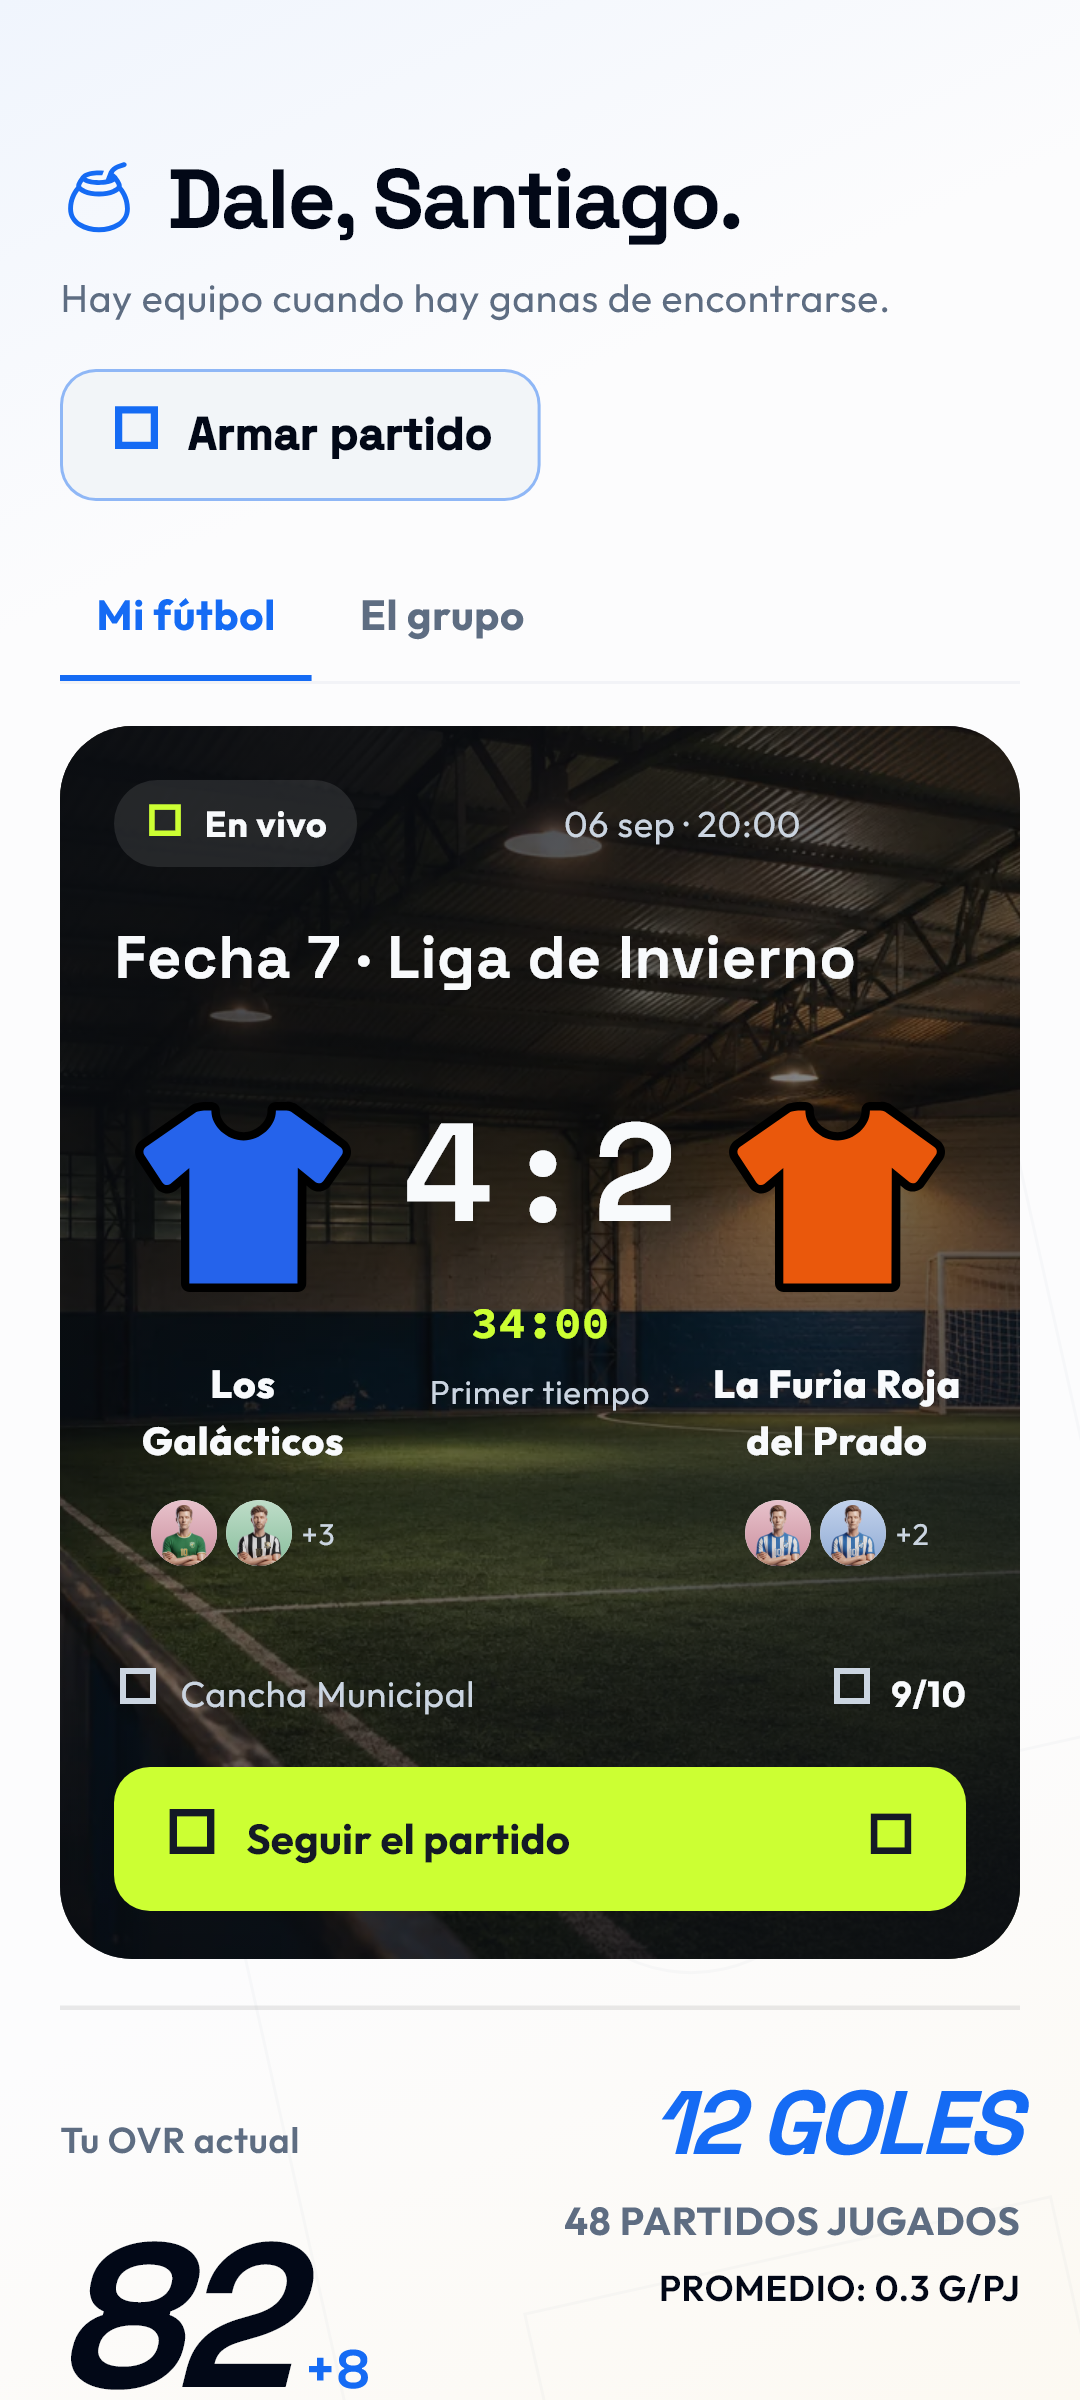 Dale, Santiago.
Hay equipo cuando hay ganas de encontrarse.
Armar partido
Mi fútbol
El grupo
En vivo
06 sep · 20:00
Fecha 7 · Liga de Invierno
4 : 2
34:00
Primer tiempo
Los
Galácticos
La Furia Roja
del Prado
+3
+2
Cancha Municipal
9/10
Seguir el partido
Tu OVR actual
82 +8
12 GOLES
48 PARTIDOS JUGADOS
PROMEDIO: 0.3 G/PJ